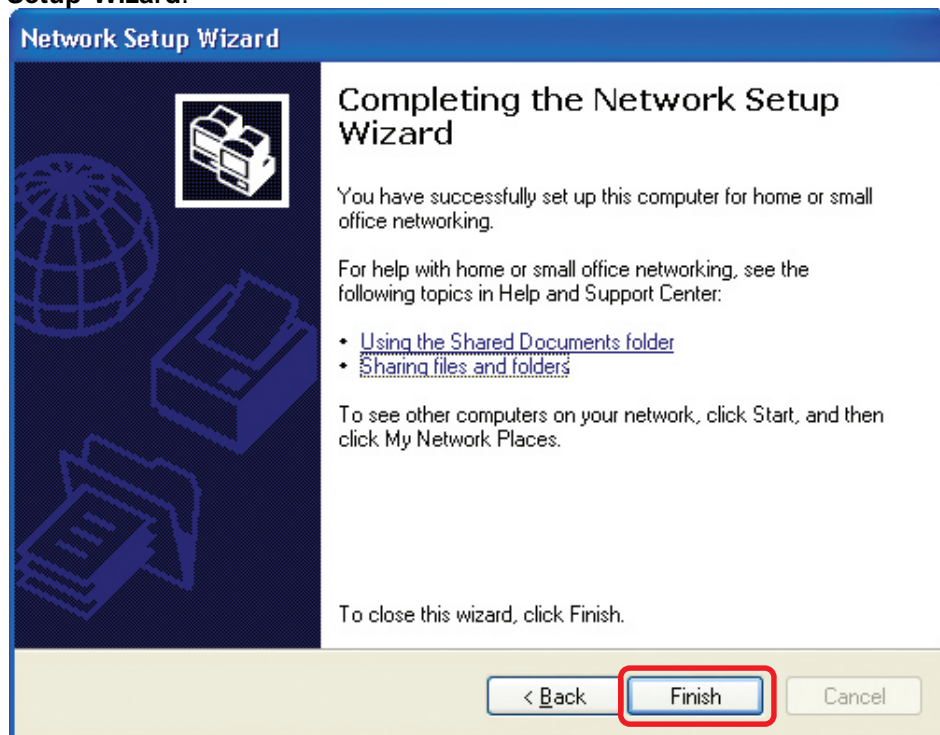 Setup Wizard.
Network Setup Wizard
Completing the Network Setup
Wizard
You have successfully set up this computer for home or small
office networking.
For help with home or small office networking, see the
following topics in Help and Support Center:
• Using the Shared Documents folder
• Sharing files and folders
To see other computers on your network, click Start, and then
click My Network Places.
To close this wizard, click Finish.
< Back Finish Cancel